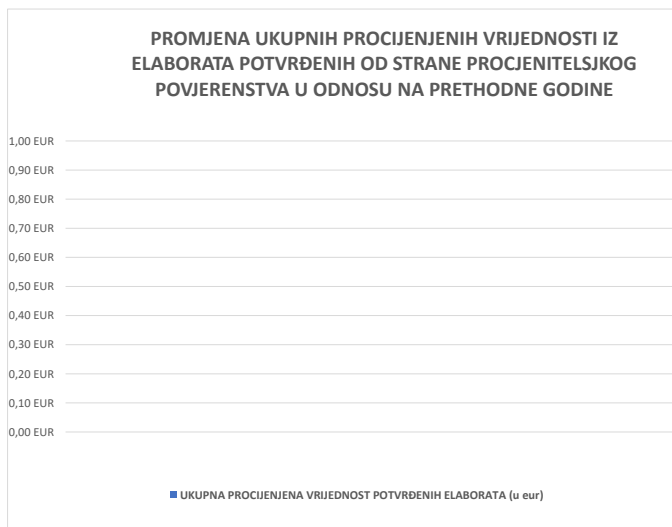 PROMJENA UKUPNIH PROCIJENJENIH VRIJEDNOSTI IZ
ELABORATA POTVRĐENIH OD STRANE PROCJENITELSJKOG
POVJERENSTVA U ODNOSU NA PRETHODNE GODINE
1,00 EUR
0,90 EUR
0,80 EUR
0,70 EUR
0,60 EUR
0,50 EUR
0,40 EUR
0,30 EUR
0,20 EUR
0,10 EUR
0,00 EUR
UKUPNA PROCIJENJENA VRIJEDNOST POTVRĐENIH ELABORATA (u eur)